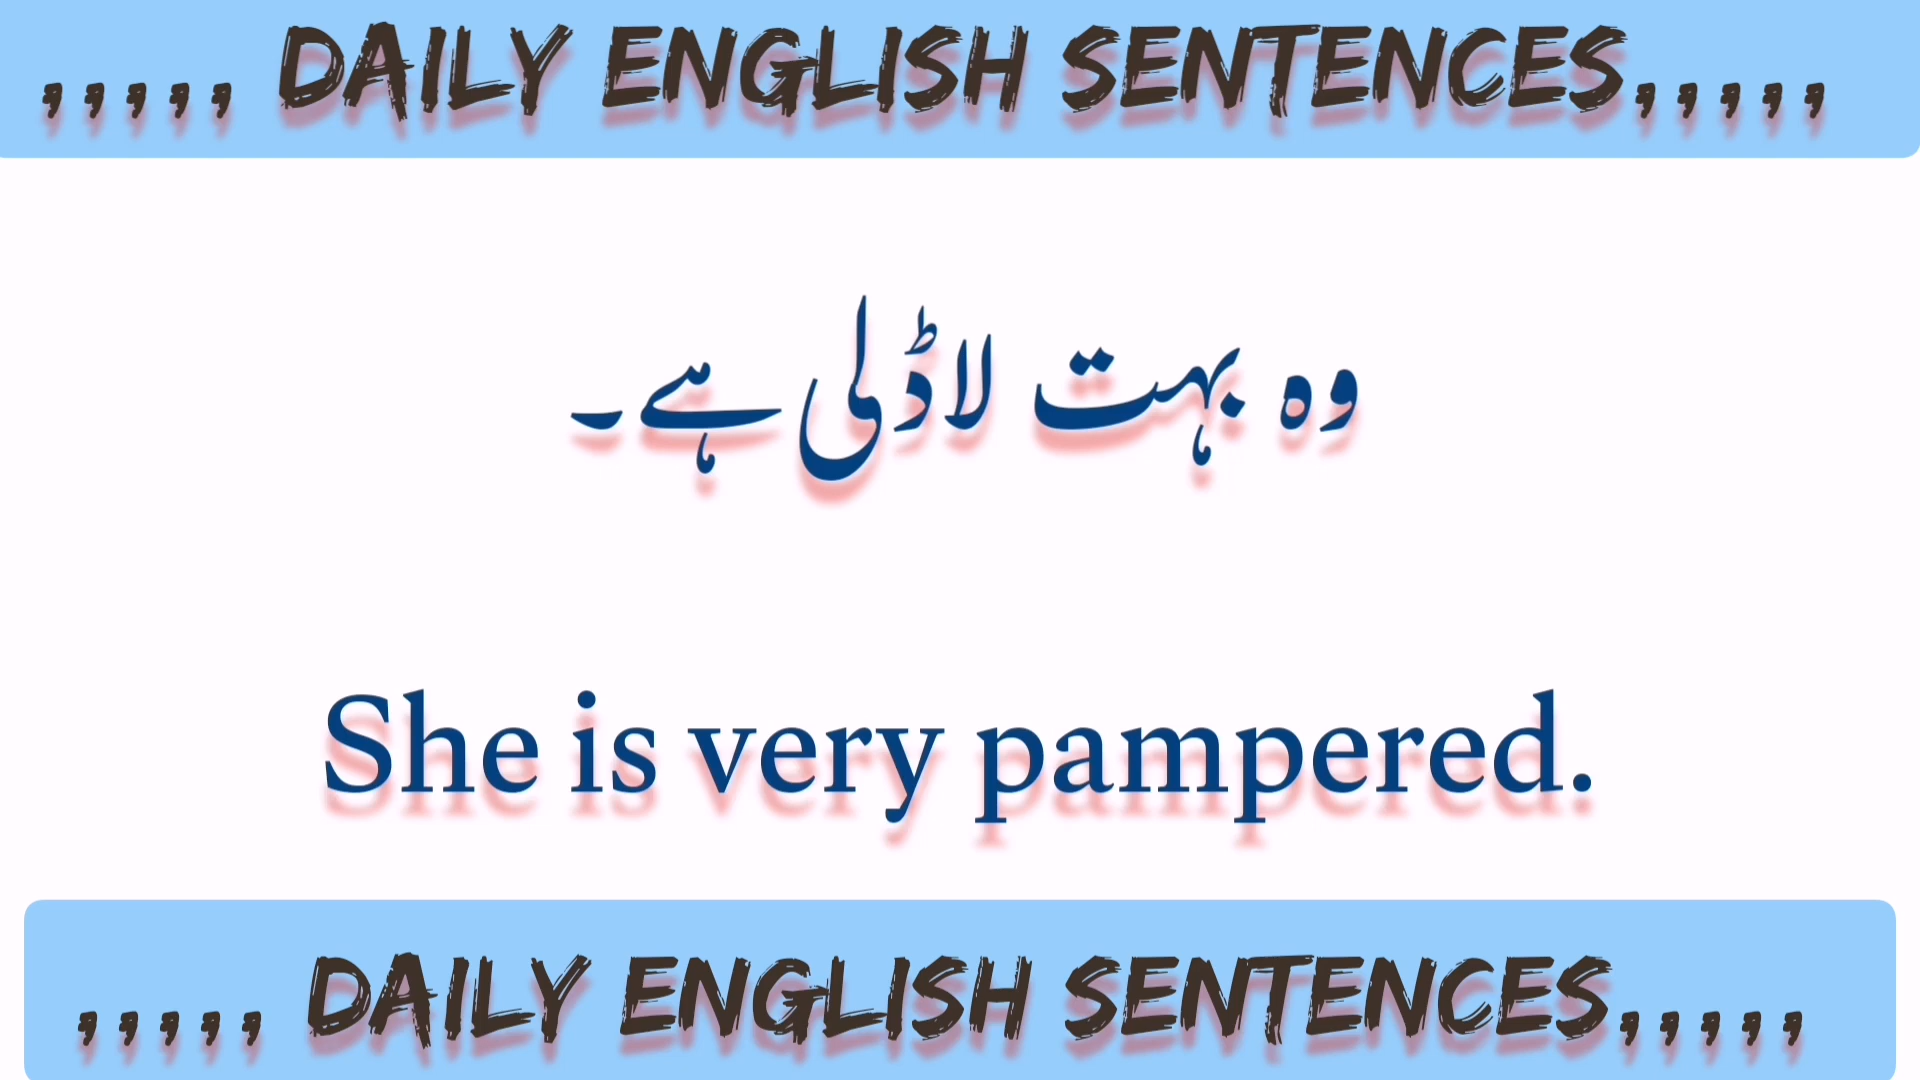 ,,,,, DAILY ENGLISH SENTENCES,,,,,
وہ بہت لاڈلی ہے۔
She is very pampered.
,,,,, DAILY ENGLISH SENTENCES,,,,,